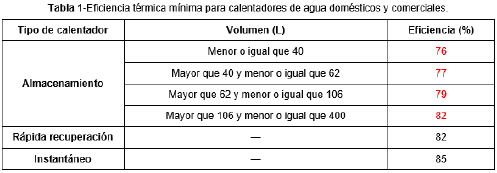 Tabla 1-Eficiencia térmica mínima para calentadores de agua domésticos y comerciales.
Tipo de calentador Volumen (L) Eficiencia (%)
Almacenamiento
Menor o igual que 40 76
Mayor que 40 y menor o igual que 62 77
Mayor que 62 y menor o igual que 106 79
Mayor que 106 y menor o igual que 400 82
Rápida recuperación — 82
Instantáneo — 85